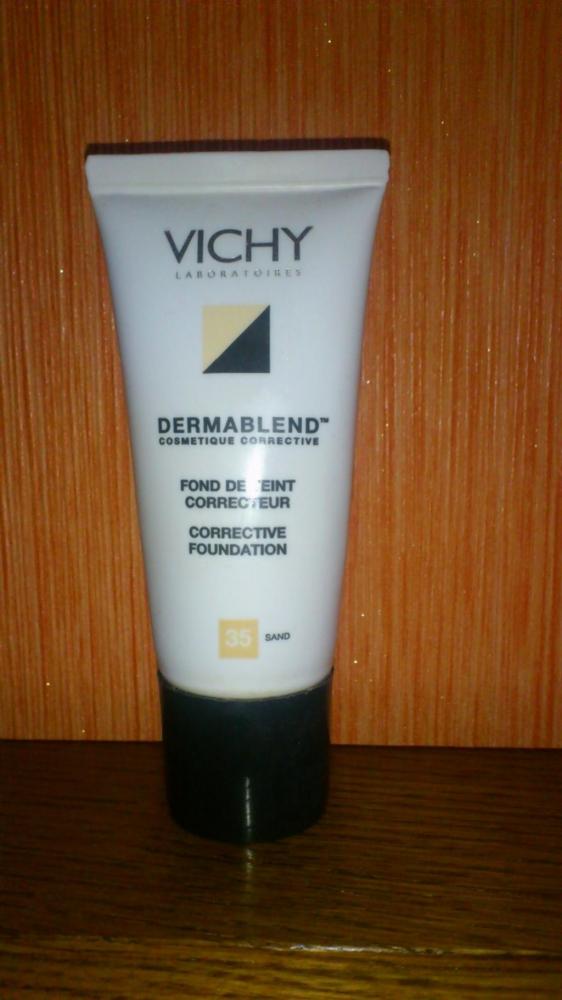 VICHY
LABORATOIRES
DERMABLEND™
COSMETIQUE CORRECTIVE
FOND DE TEINT
CORRECTEUR
CORRECTIVE
FOUNDATION
35 SAND